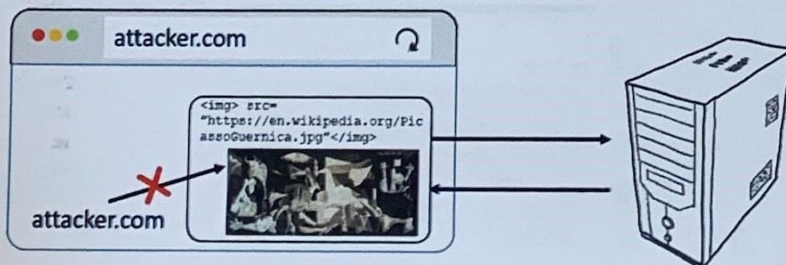 attacker.com
<img> src=
"https://en.wikipedia.org/Pic
assoGuernica.jpg"</img>
attacker.com